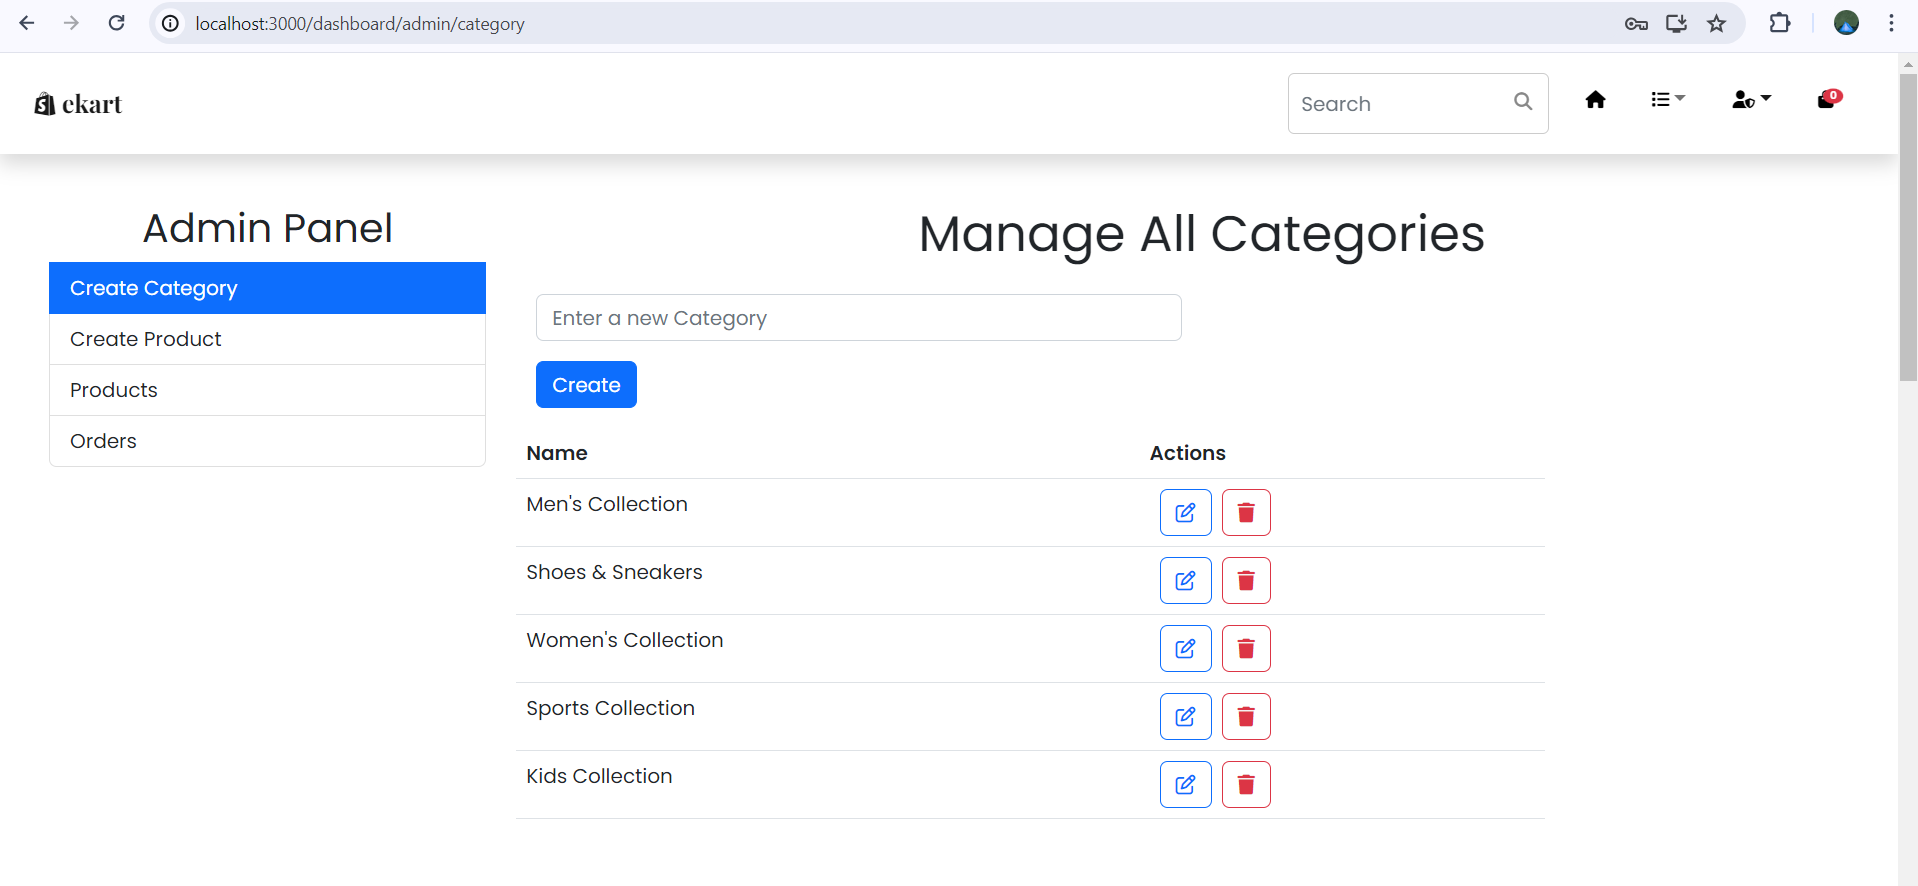 localhost:3000/dashboard/admin/category
ekart
Search
0
Admin Panel
Create Category
Create Product
Products
Orders
Manage All Categories
Enter a new Category
Create
Name Actions
Men's Collection
Shoes & Sneakers
Women's Collection
Sports Collection
Kids Collection